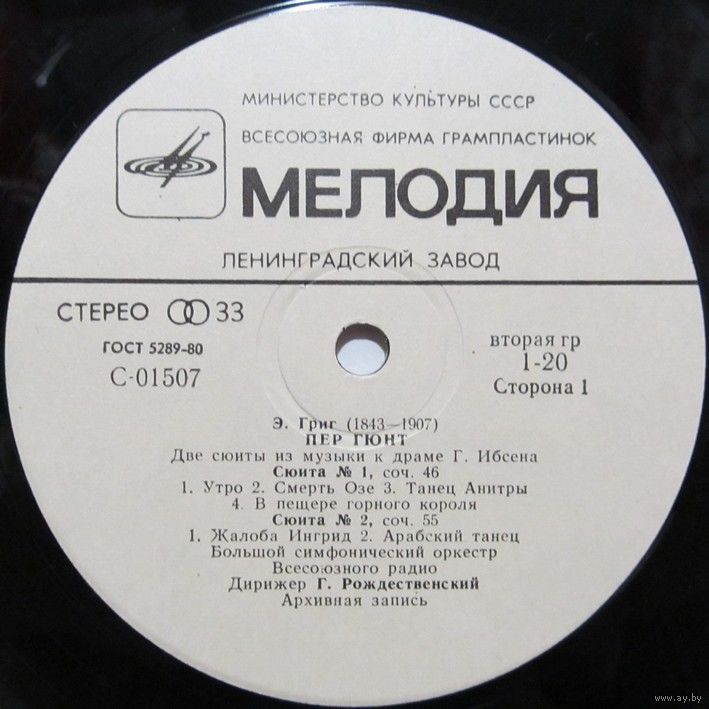 МИНИСТЕРСТВО КУЛЬТУРЫ СССР
ВСЕСОЮЗНАЯ ФИРМА ГРАМПЛАСТИНОК
МЕЛОДИЯ
ЛЕНИНГРАДСКИЙ ЗАВОД
СТЕРЕО 33
ГОСТ 5289-80
С-01507
вторая гр
1-20
Сторона 1
Э. Григ (1843—1907)
ПЕР ГЮНТ
Две сюиты из музыки к драме Г. Ибсена
Сюита № 1, соч. 46
1. Утро 2. Смерть Озе 3. Танец Анитры
4. В пещере горного короля
Сюита № 2, соч. 55
1. Жалоба Ингрид 2. Арабский танец
Большой симфонический оркестр
Всесоюзного радио
Дирижер Г. Рождественский
Архивная запись
www.ay.by